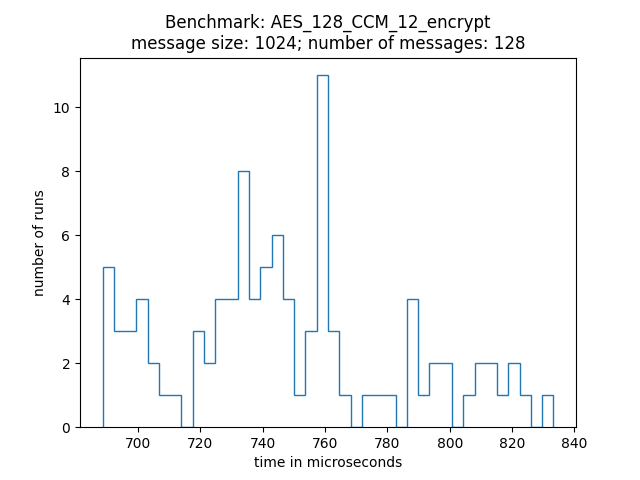 Benchmark: AES_128_CCM_12_encrypt
message size: 1024; number of messages: 128
10
8
6
4
2
0
number of runs
700 720 740 760 780 800 820 840
time in microseconds